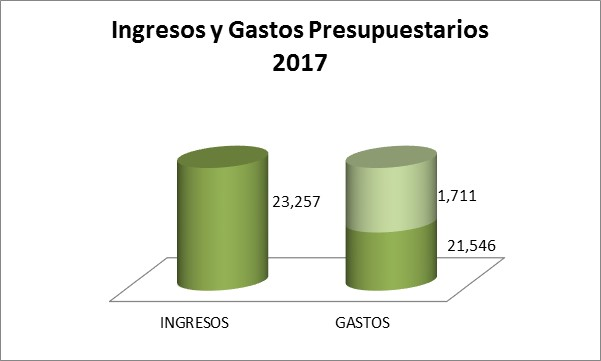 Ingresos y Gastos Presupuestarios
2017
23,257
1,711
21,546
INGRESOS
GASTOS